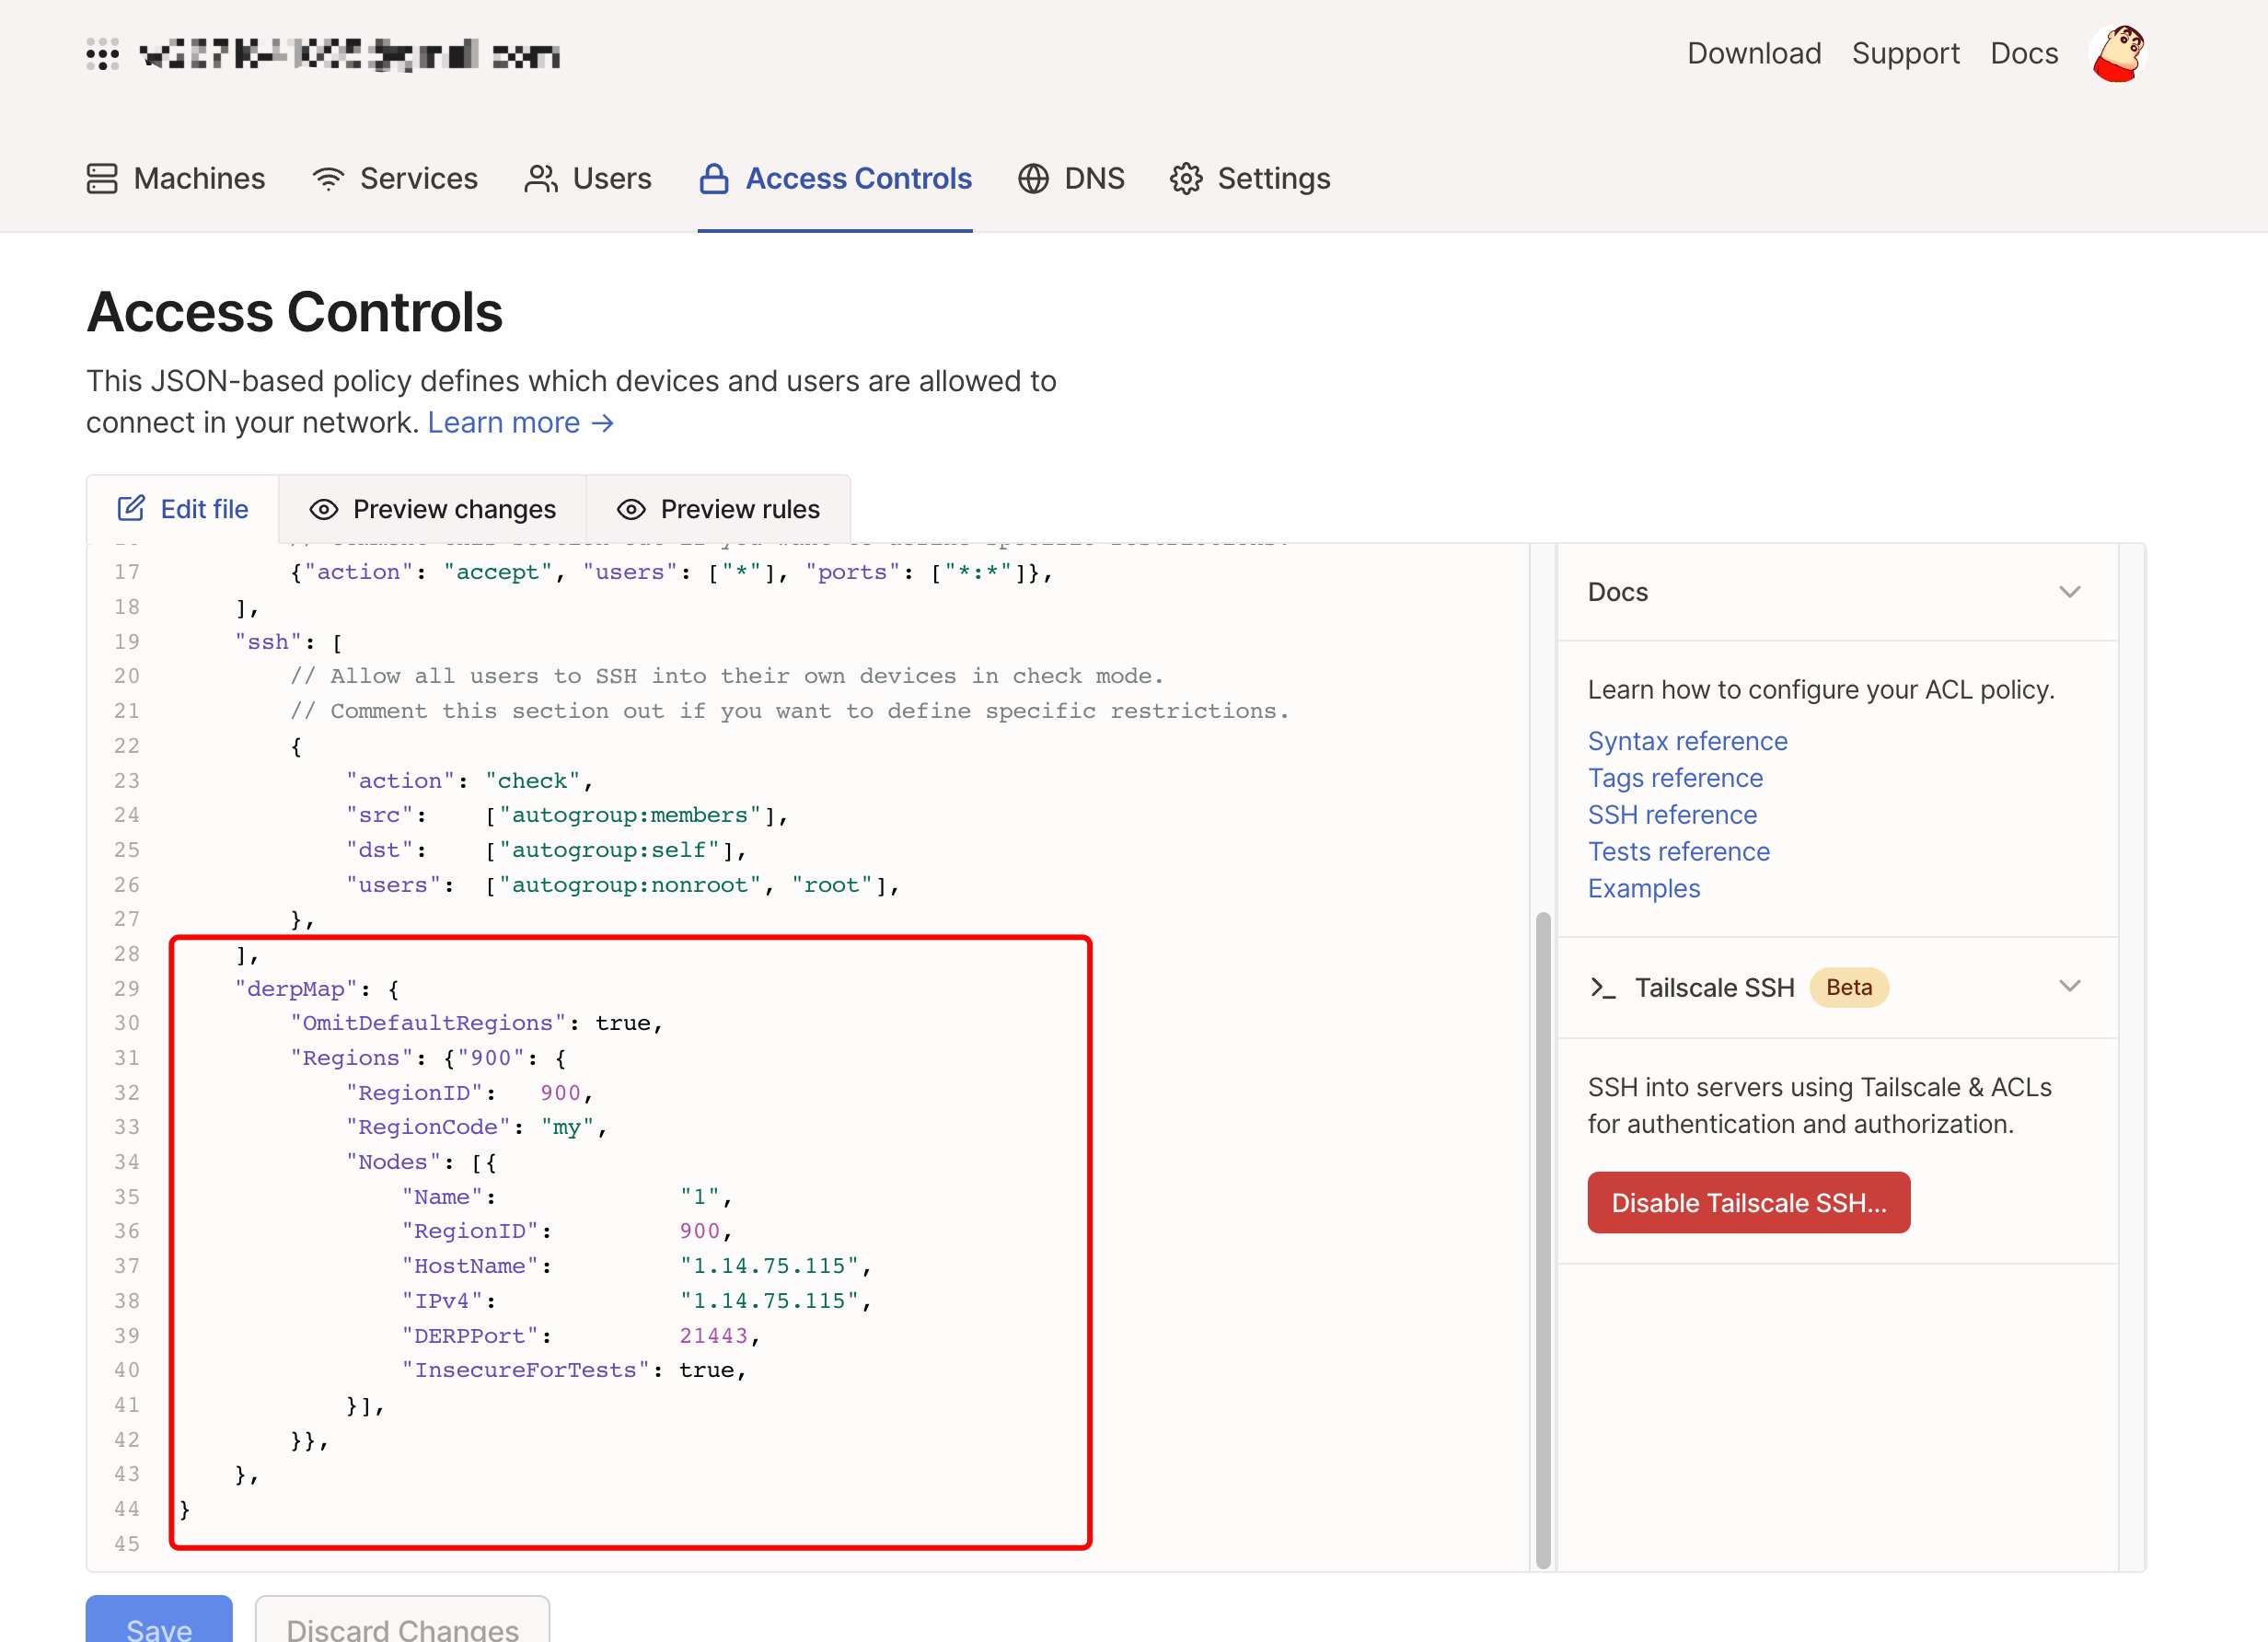 Download Support Docs
Machines Services Users Access Controls DNS Settings
Access Controls
This JSON-based policy defines which devices and users are allowed to
connect in your network. Learn more →
Edit file Preview changes Preview rules
17 {"action": "accept", "users": ["*"], "ports": ["*:*"]},
18 ],
19 "ssh": [
20 // Allow all users to SSH into their own devices in check mode.
21 // Comment this section out if you want to define specific restrictions.
22 {
23 "action": "check",
24 "src": ["autogroup:members"],
25 "dst": ["autogroup:self"],
26 "users": ["autogroup:nonroot", "root"],
27 },
28 ],
29 "derpMap": {
30 "OmitDefaultRegions": true,
31 "Regions": {"900": {
32 "RegionID": 900,
33 "RegionCode": "my",
34 "Nodes": [{
35 "Name": "1",
36 "RegionID": 900,
37 "HostName": "1.14.75.115",
38 "IPv4": "1.14.75.115",
39 "DERPPort": 21443,
40 "InsecureForTests": true,
41 }],
42 }},
43 },
44 }
45
Docs
Learn how to configure your ACL policy.
Syntax reference
Tags reference
SSH reference
Tests reference
Examples
Tailscale SSH Beta
SSH into servers using Tailscale & ACLs
for authentication and authorization.
Disable Tailscale SSH...
Save Discard Changes